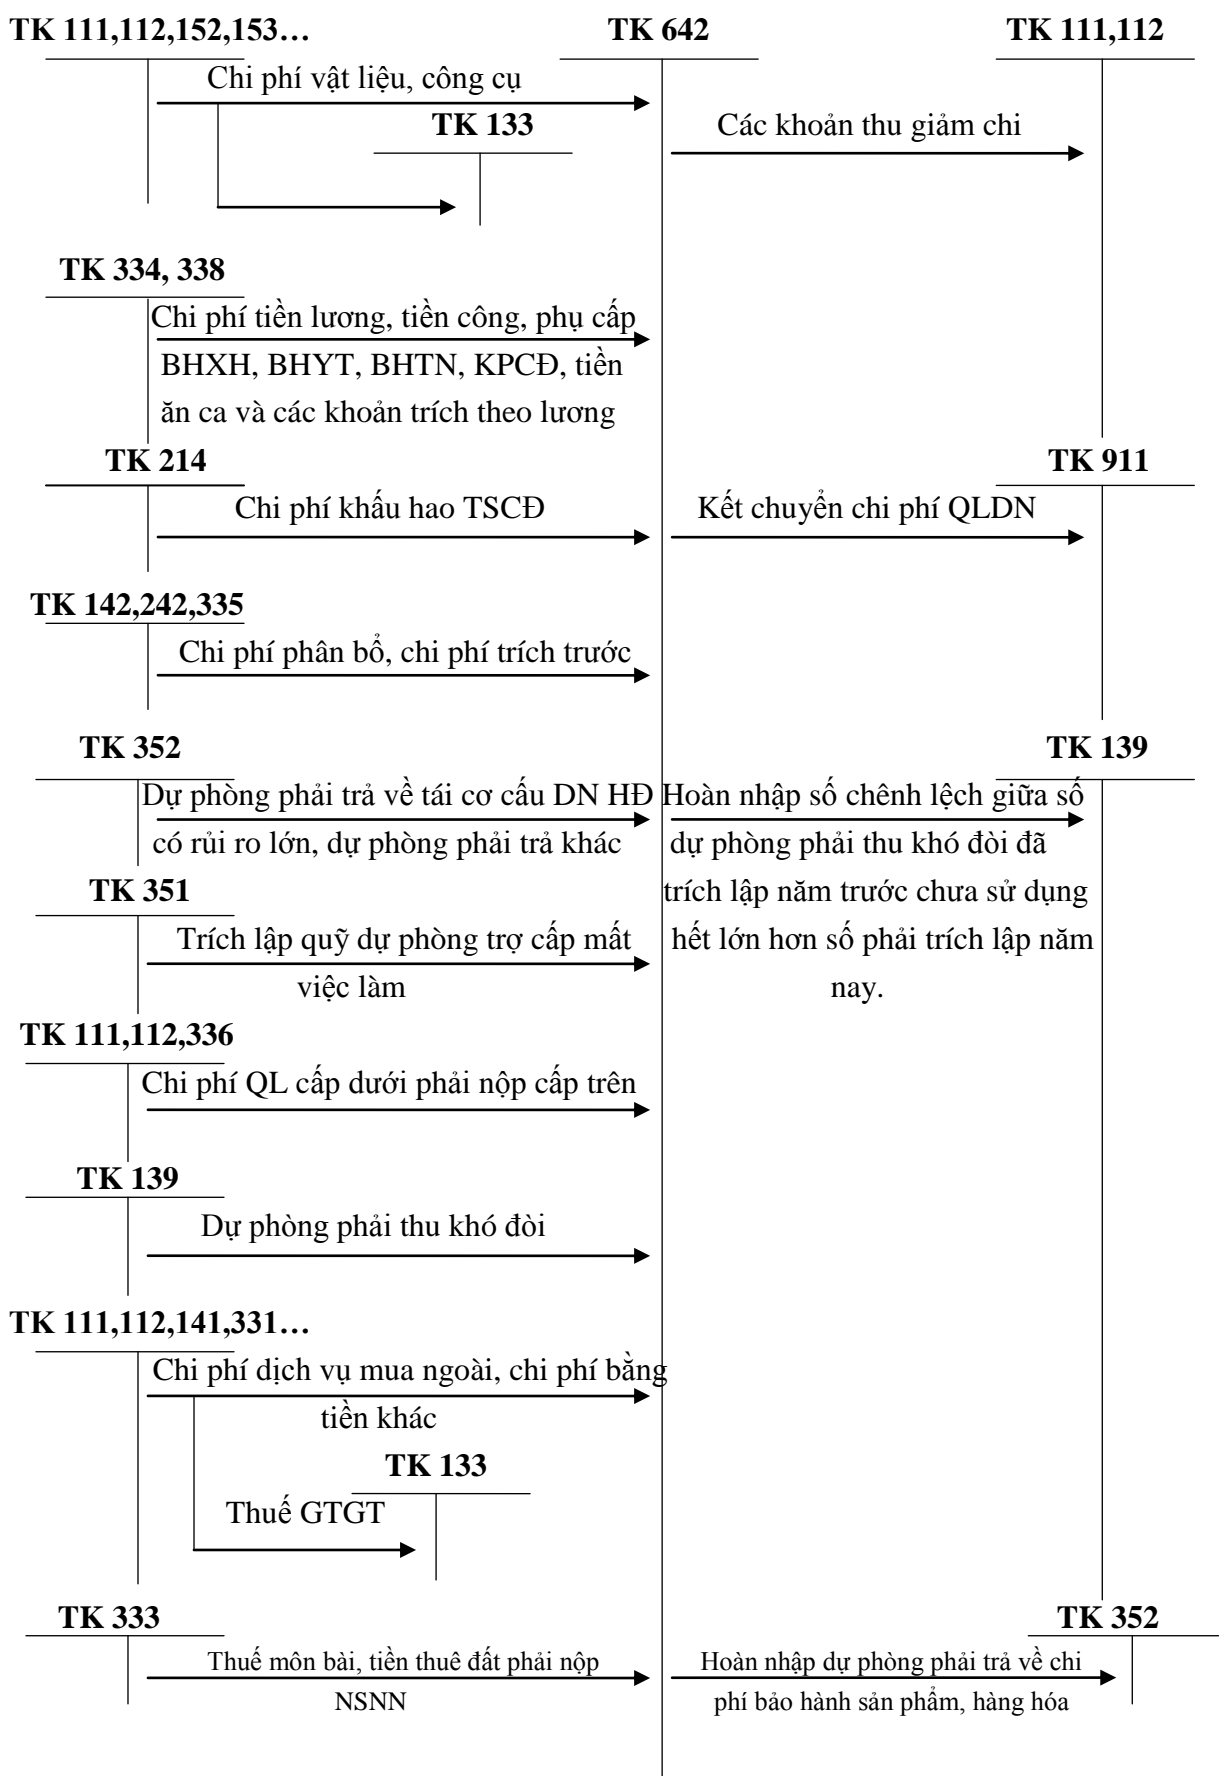 TK 111,112,152,153… TK 642 TK 111,112
Chi phí vật liệu, công cụ
TK 133
Các khoản thu giảm chi
TK 334, 338
Chi phí tiền lương, tiền công, phụ cấp
BHXH, BHYT, BHTN, KPCĐ, tiền
ăn ca và các khoản trích theo lương
TK 214 TK 911
Chi phí khấu hao TSCĐ Kết chuyển chi phí QLDN
TK 142,242,335
Chi phí phân bổ, chi phí trích trước
TK 352 TK 139
Dự phòng phải trả về tái cơ cấu DN HĐ
có rủi ro lớn, dự phòng phải trả khác
Hoàn nhập số chênh lệch giữa số
dự phòng phải thu khó đòi đã
trích lập năm trước chưa sử dụng
hết lớn hơn số phải trích lập năm
nay.
TK 351
Trích lập quỹ dự phòng trợ cấp mất
việc làm
TK 111,112,336
Chi phí QL cấp dưới phải nộp cấp trên
TK 139
Dự phòng phải thu khó đòi
TK 111,112,141,331…
Chi phí dịch vụ mua ngoài, chi phí bằng
tiền khác
TK 133
Thuế GTGT
TK 333 TK 352
Thuế môn bài, tiền thuê đất phải nộp
NSNN
Hoàn nhập dự phòng phải trả về chi
phí bảo hành sản phẩm, hàng hóa